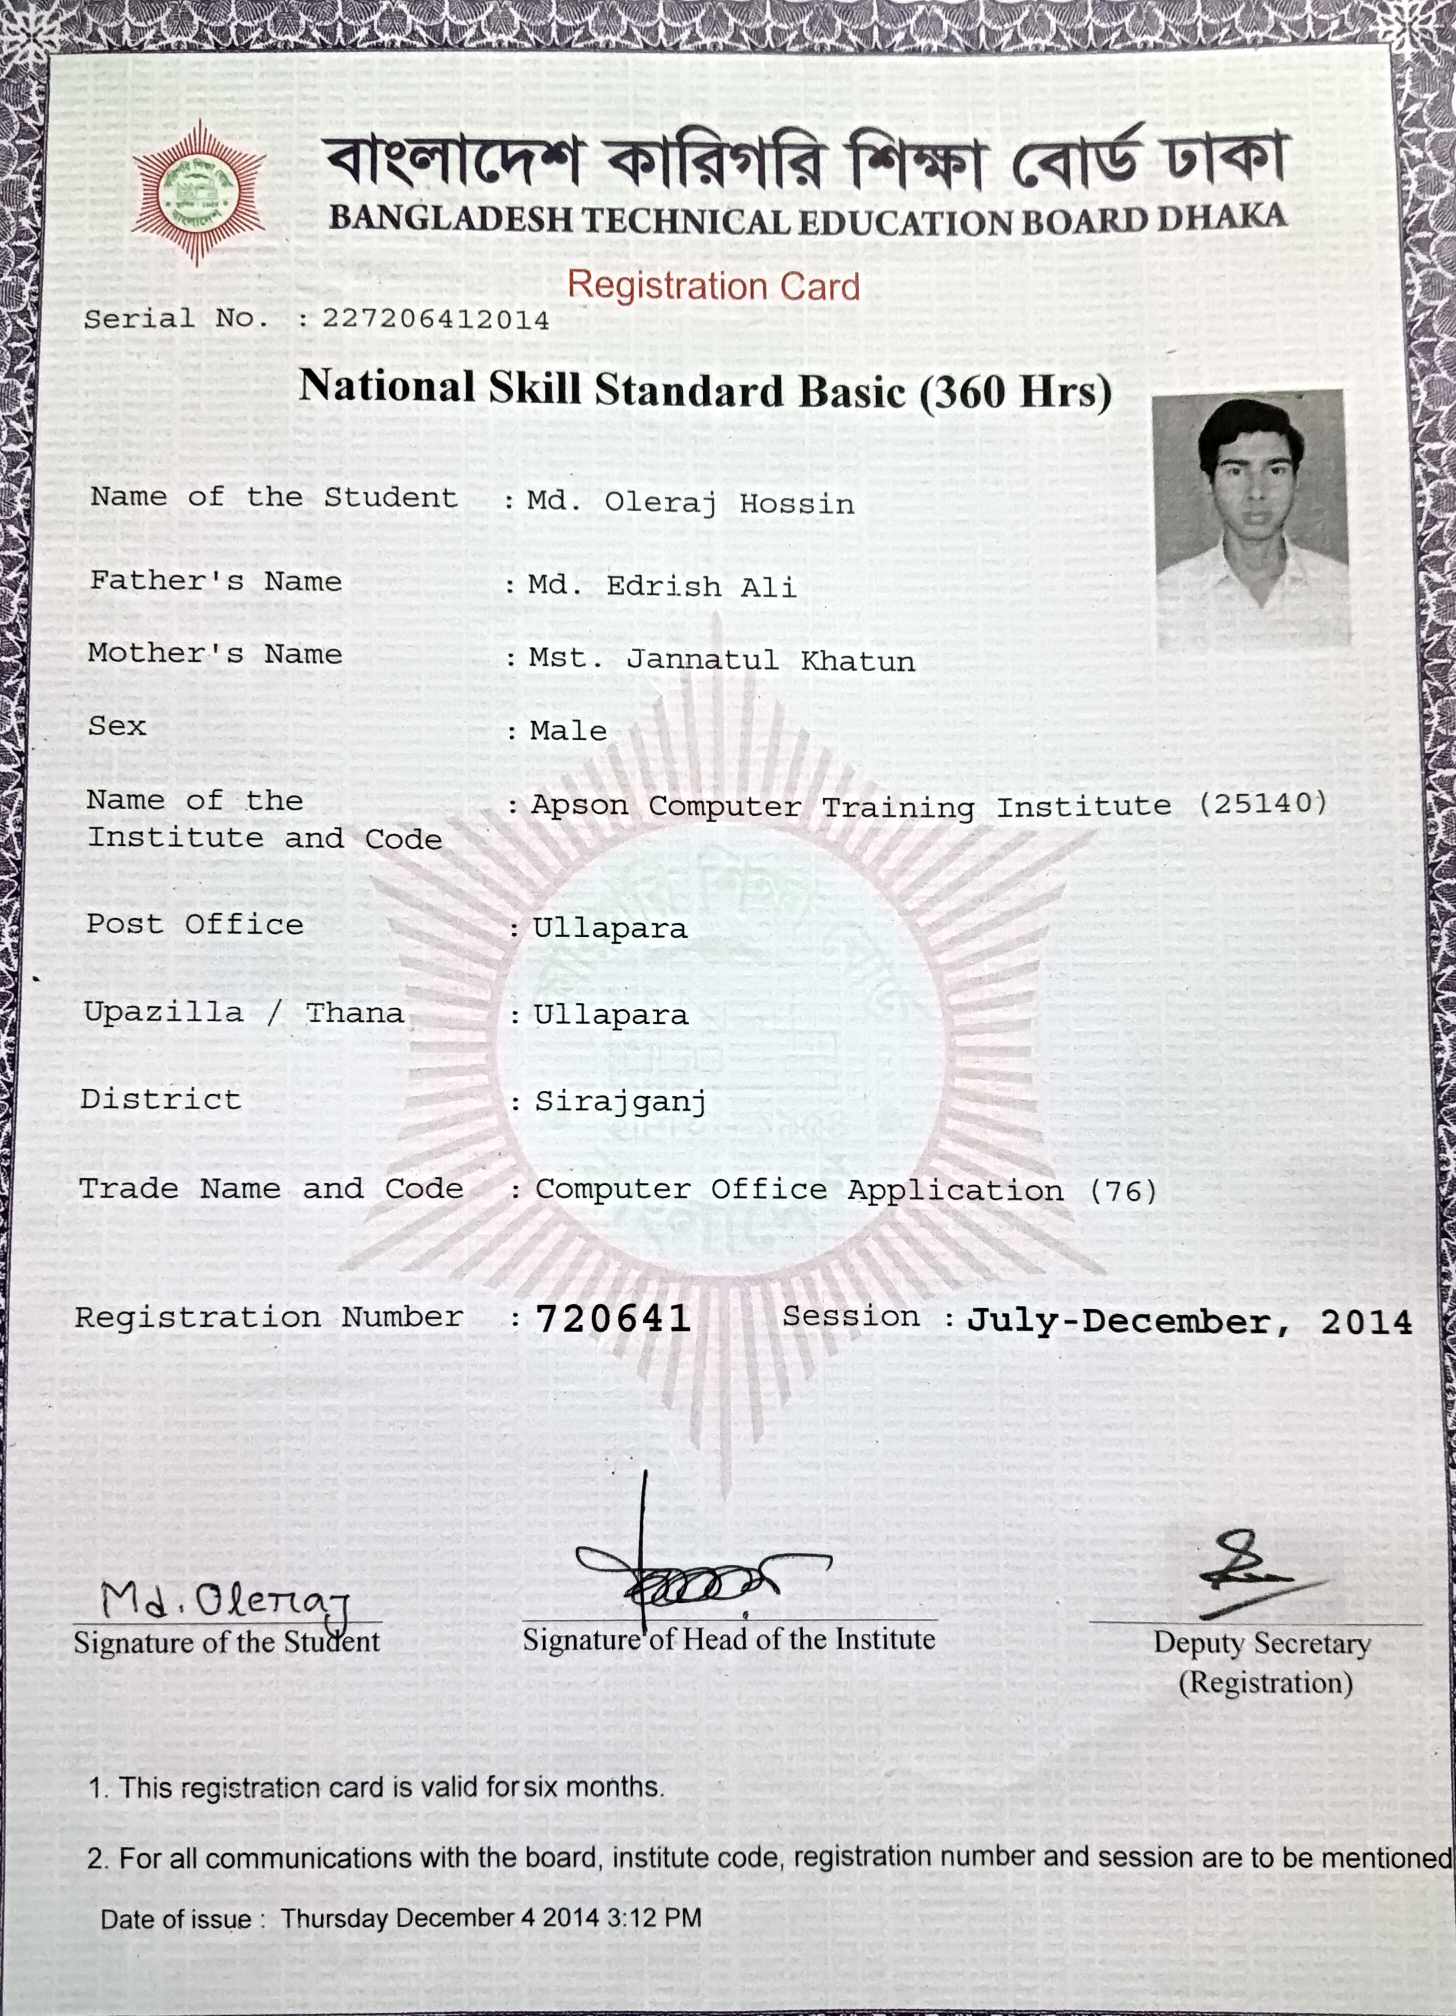 বাংলাদেশ কারিগরি শিক্ষা বোর্ড ঢাকা
BANGLADESH TECHNICAL EDUCATION BOARD DHAKA
Registration Card
Serial No. : 227206412014
National Skill Standard Basic (360 Hrs)
Name of the Student : Md. Oleraj Hossin
Father's Name : Md. Edrish Ali
Mother's Name : Mst. Jannatul Khatun
Sex : Male
Name of the : Apson Computer Training Institute (25140)
Institute and Code
Post Office : Ullapara
Upazilla / Thana : Ullapara
District : Sirajganj
Trade Name and Code : Computer Office Application (76)
Registration Number : 720641 Session : July-December, 2014
Md. Oleraj
Signature of the Student Signature of Head of the Institute Deputy Secretary
(Registration)
1. This registration card is valid for six months.
2. For all communications with the board, institute code, registration number and session are to be mentioned
Date of issue : Thursday December 4 2014 3:12 PM